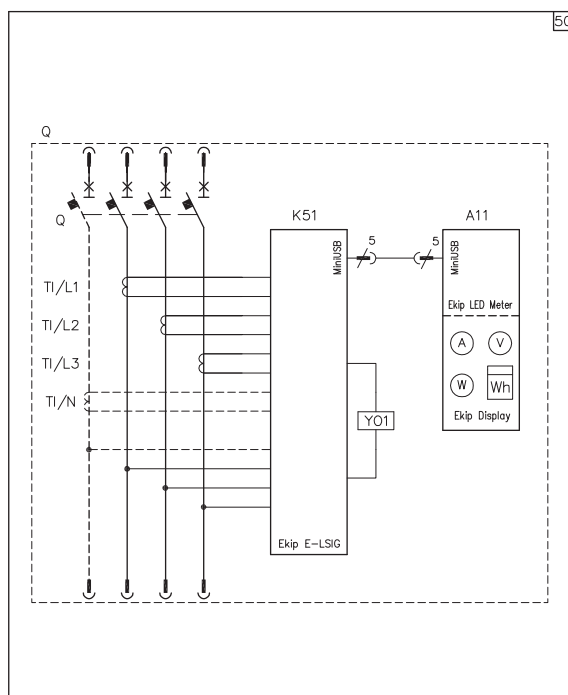 50
Q
Q
K51
A11
5
5
MiniUSB
MiniUSB
TI/L1
TI/L2
TI/L3
TI/N
Ekip LED Meter
A
V
W
Wh
Ekip Display
YO1
Ekip E-LSIG